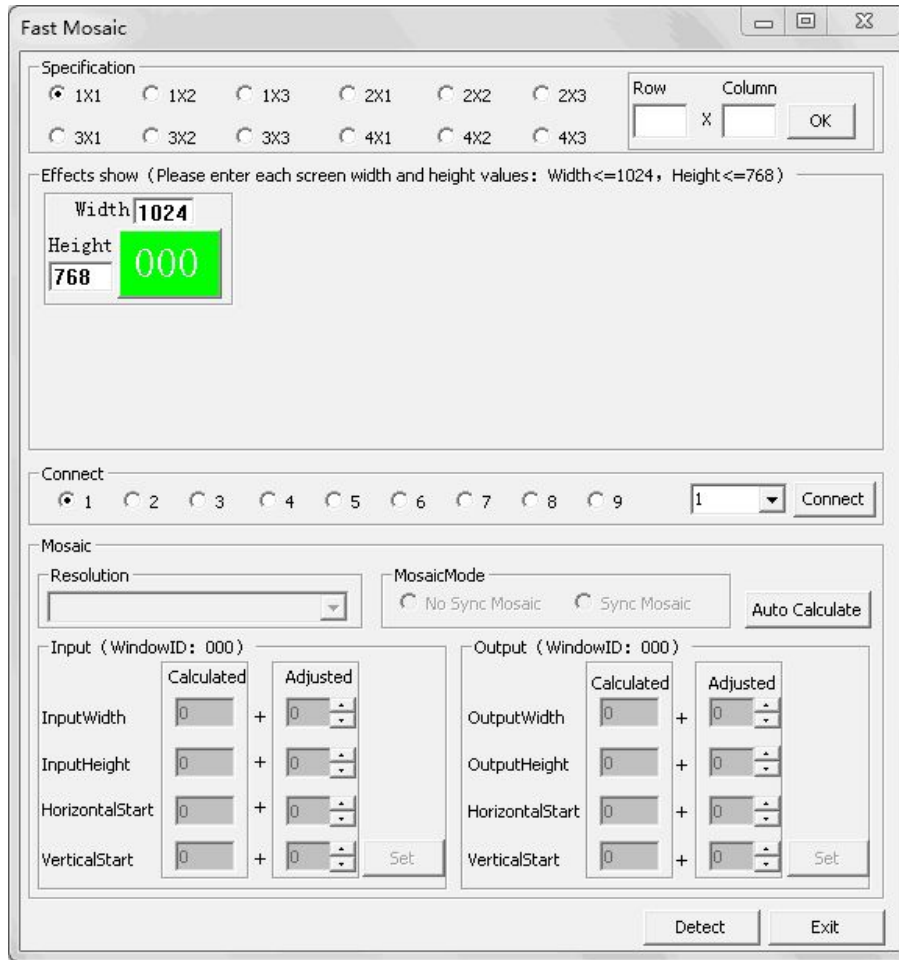 Fast Mosaic
Specification
1X1 1X2 1X3 2X1 2X2 2X3
Row Column
X OK
3X1 3X2 3X3 4X1 4X2 4X3
Effects show (Please enter each screen width and height values: Width<=1024, Height<=768)
Width 1024
Height
768
000
Connect
1 2 3 4 5 6 7 8 9 1 Connect
Mosaic
Resolution
MosaicMode
No Sync Mosaic Sync Mosaic
Auto Calculate
Input (WindowID: 000)
Calculated Adjusted
InputWidth 0 + 0
InputHeight 0 + 0
HorizontalStart 0 + 0
VerticalStart 0 + 0 Set
Output (WindowID: 000)
Calculated Adjusted
OutputWidth 0 + 0
OutputHeight 0 + 0
HorizontalStart 0 + 0
VerticalStart 0 + 0 Set
Detect Exit